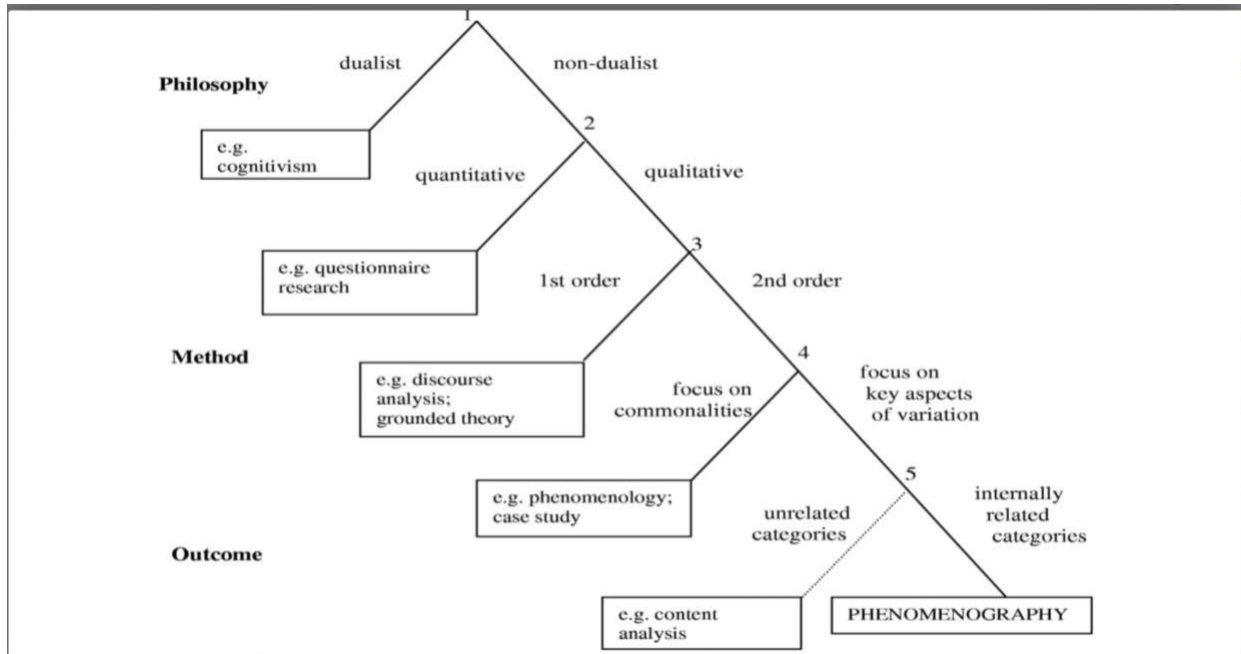 1
dualist
non-dualist
Philosophy
2
e.g.
cognitivism
quantitative
qualitative
3
e.g. questionnaire
research
1st order
2nd order
Method
4
e.g. discourse
analysis;
grounded theory
focus on
commonalities
focus on
key aspects
of variation
5
e.g. phenomenology;
case study
unrelated
categories
internally
related
categories
Outcome
e.g. content
analysis
PHENOMENOGRAPHY